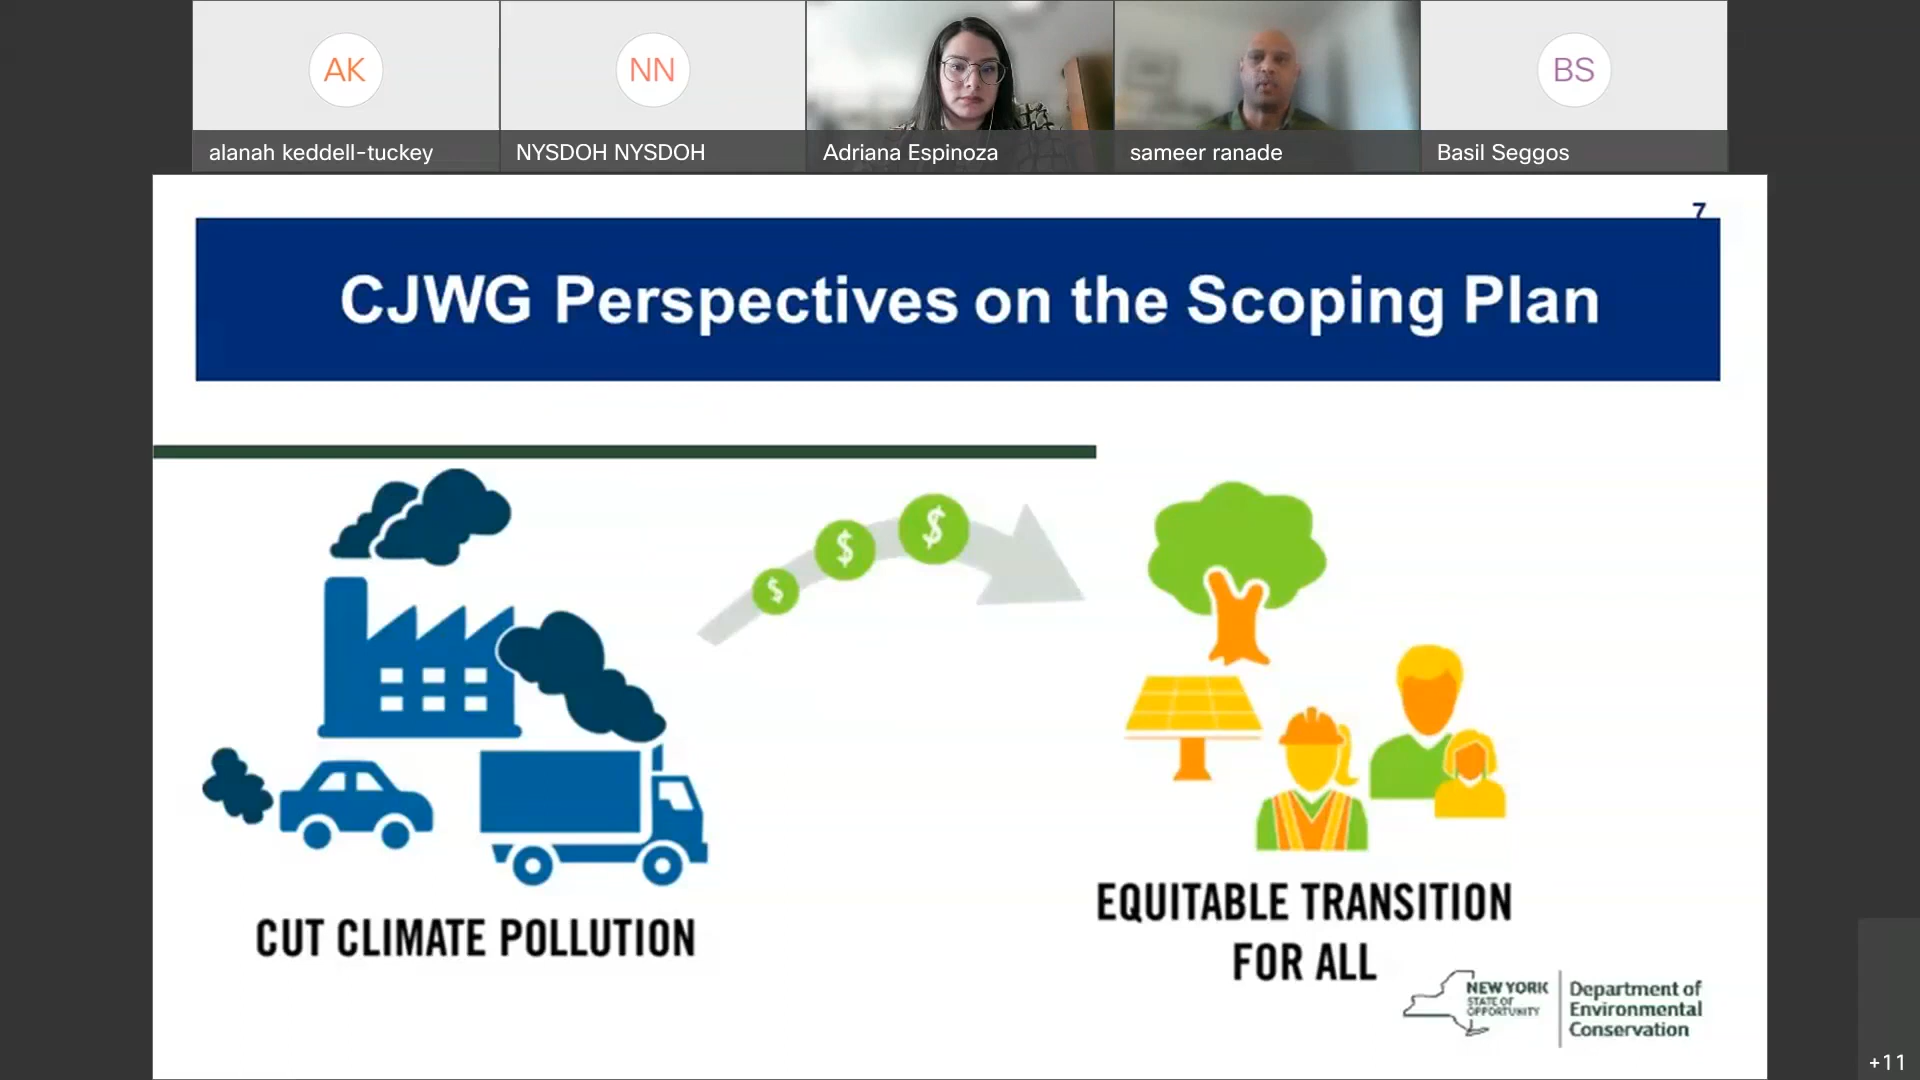 AK
NN
BS
alanah keddell-tuckey
NYSDOH NYSDOH
Adriana Espinoza
sameer ranade
Basil Seggos
7
CJWG Perspectives on the Scoping Plan
$
$
$
CUT CLIMATE POLLUTION
EQUITABLE TRANSITION
FOR ALL
NEW YORK
STATE OF
OPPORTUNITY
Department of
Environmental
Conservation
+11